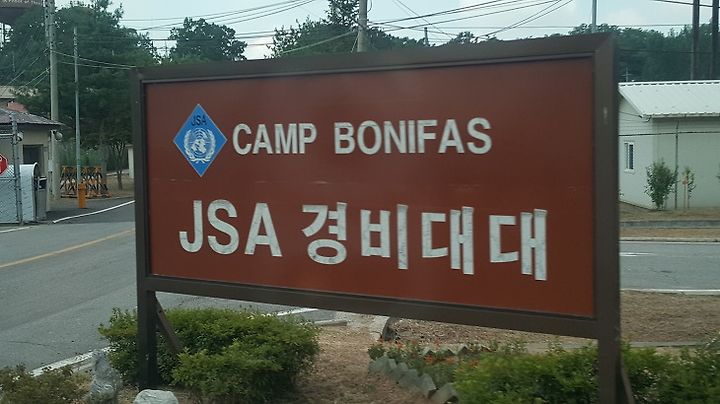 JSA
CAMP BONIFAS
JSA 경비대대